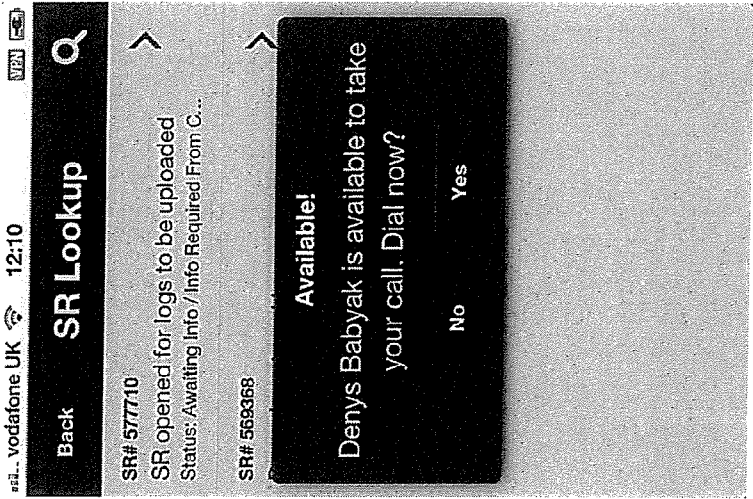 vodafone UK 12:10 VPN
Back SR Lookup
SR# 577710
SR opened for logs to be uploaded
Status: Awaiting Info / Info Required From C...
SR# 569368
Available!
Denys Babyak is available to take
your call. Dial now?
No Yes